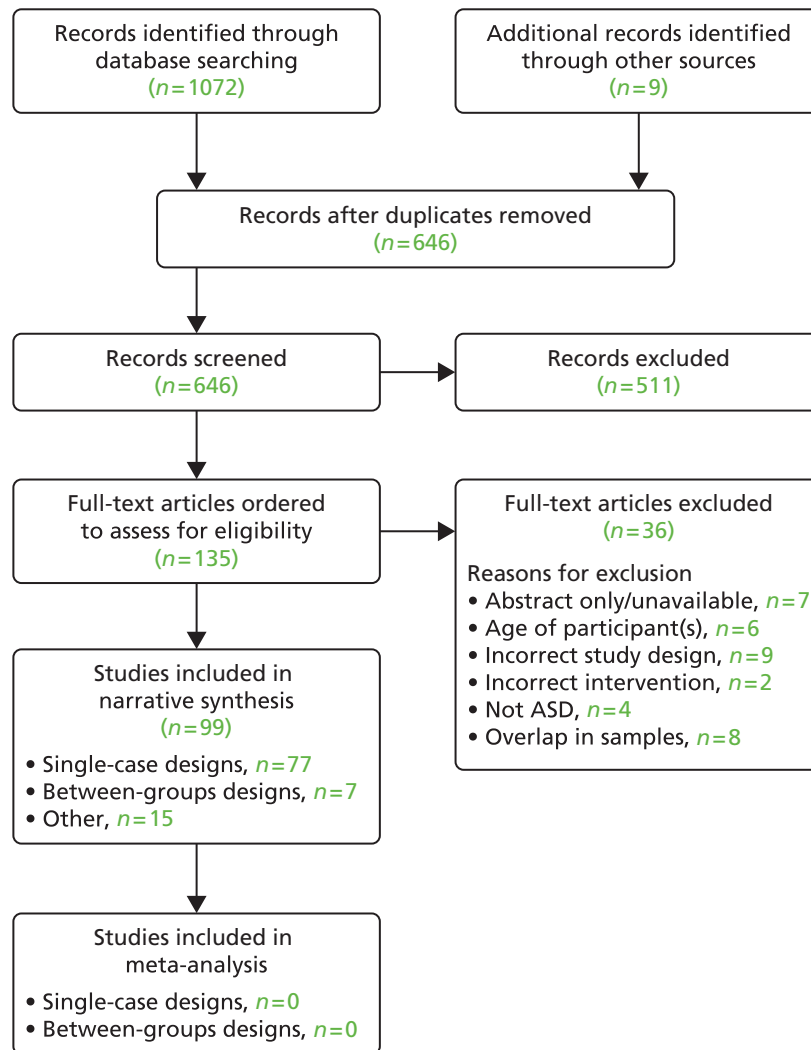 Records identified through
database searching
(n=1072)
Additional records identified
through other sources
(n=9)
Records after duplicates removed
(n=646)
Records screened
(n=646)
Records excluded
(n=511)
Full-text articles ordered
to assess for eligibility
(n=135)
Full-text articles excluded
(n=36)
Reasons for exclusion
• Abstract only/unavailable, n=7
• Age of participant(s), n=6
• Incorrect study design, n=9
• Incorrect intervention, n=2
• Not ASD, n=4
• Overlap in samples, n=8
Studies included in
narrative synthesis
(n=99)
• Single-case designs, n=77
• Between-groups designs, n=7
• Other, n=15
Studies included in
meta-analysis
• Single-case designs, n=0
• Between-groups designs, n=0